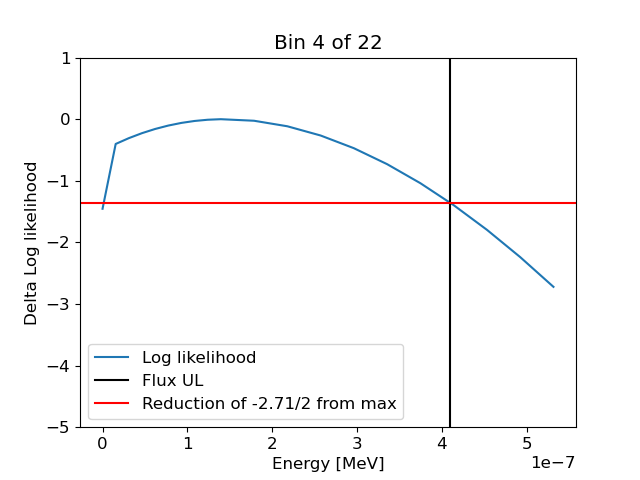 Bin 4 of 22
1
0
−1
−2
−3
−4
−5
Delta Log likelihood
Log likelihood
Flux UL
Reduction of -2.71/2 from max
0 1 2 3 4 5
Energy [MeV]
1e−7